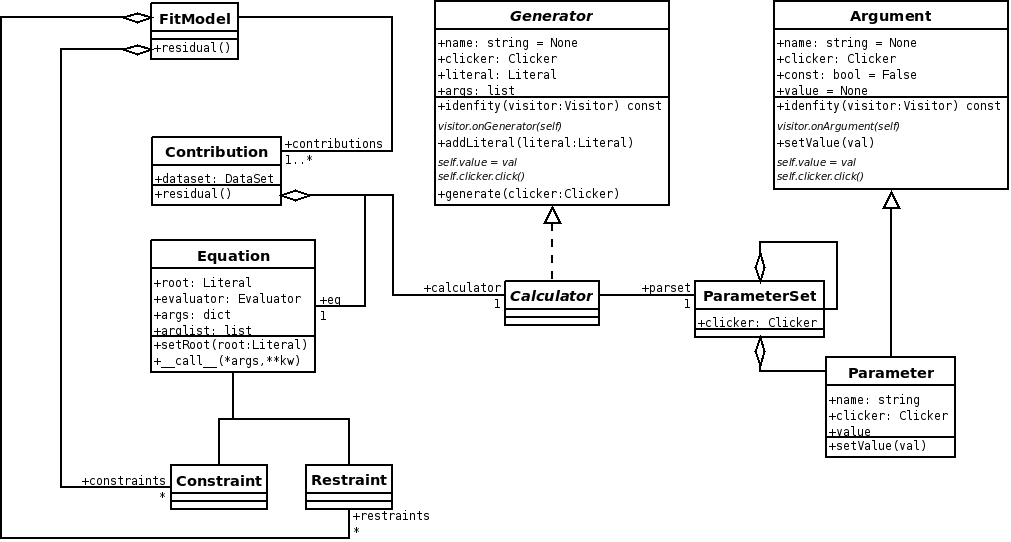 FitModel
+residual()
Generator
+name: string = None
+clicker: Clicker
+literal: Literal
+args: list
+idenfity(visitor:Visitor) const
visitor.onGenerator(self)
+addLiteral(literal:Literal)
self.value = val
self.clicker.click()
+generate(clicker:Clicker)
Argument
+name: string = None
+clicker: Clicker
+const: bool = False
+value = None
+idenfity(visitor:Visitor) const
visitor.onArgument(self)
+setValue(val)
self.value = val
self.clicker.click()
+contributions
1..*
Contribution
+dataset: DataSet
+residual()
Equation
+root: Literal
+evaluator: Evaluator
+args: dict
+arglist: list
+setRoot(root:Literal)
+__call__(*args,**kw)
+eq
1
+calculator
1
Calculator
+parset
1
ParameterSet
+clicker: Clicker
Parameter
+name: string
+clicker: Clicker
+value
+setValue(val)
+constraints
*
Constraint
Restraint
+restraints
*